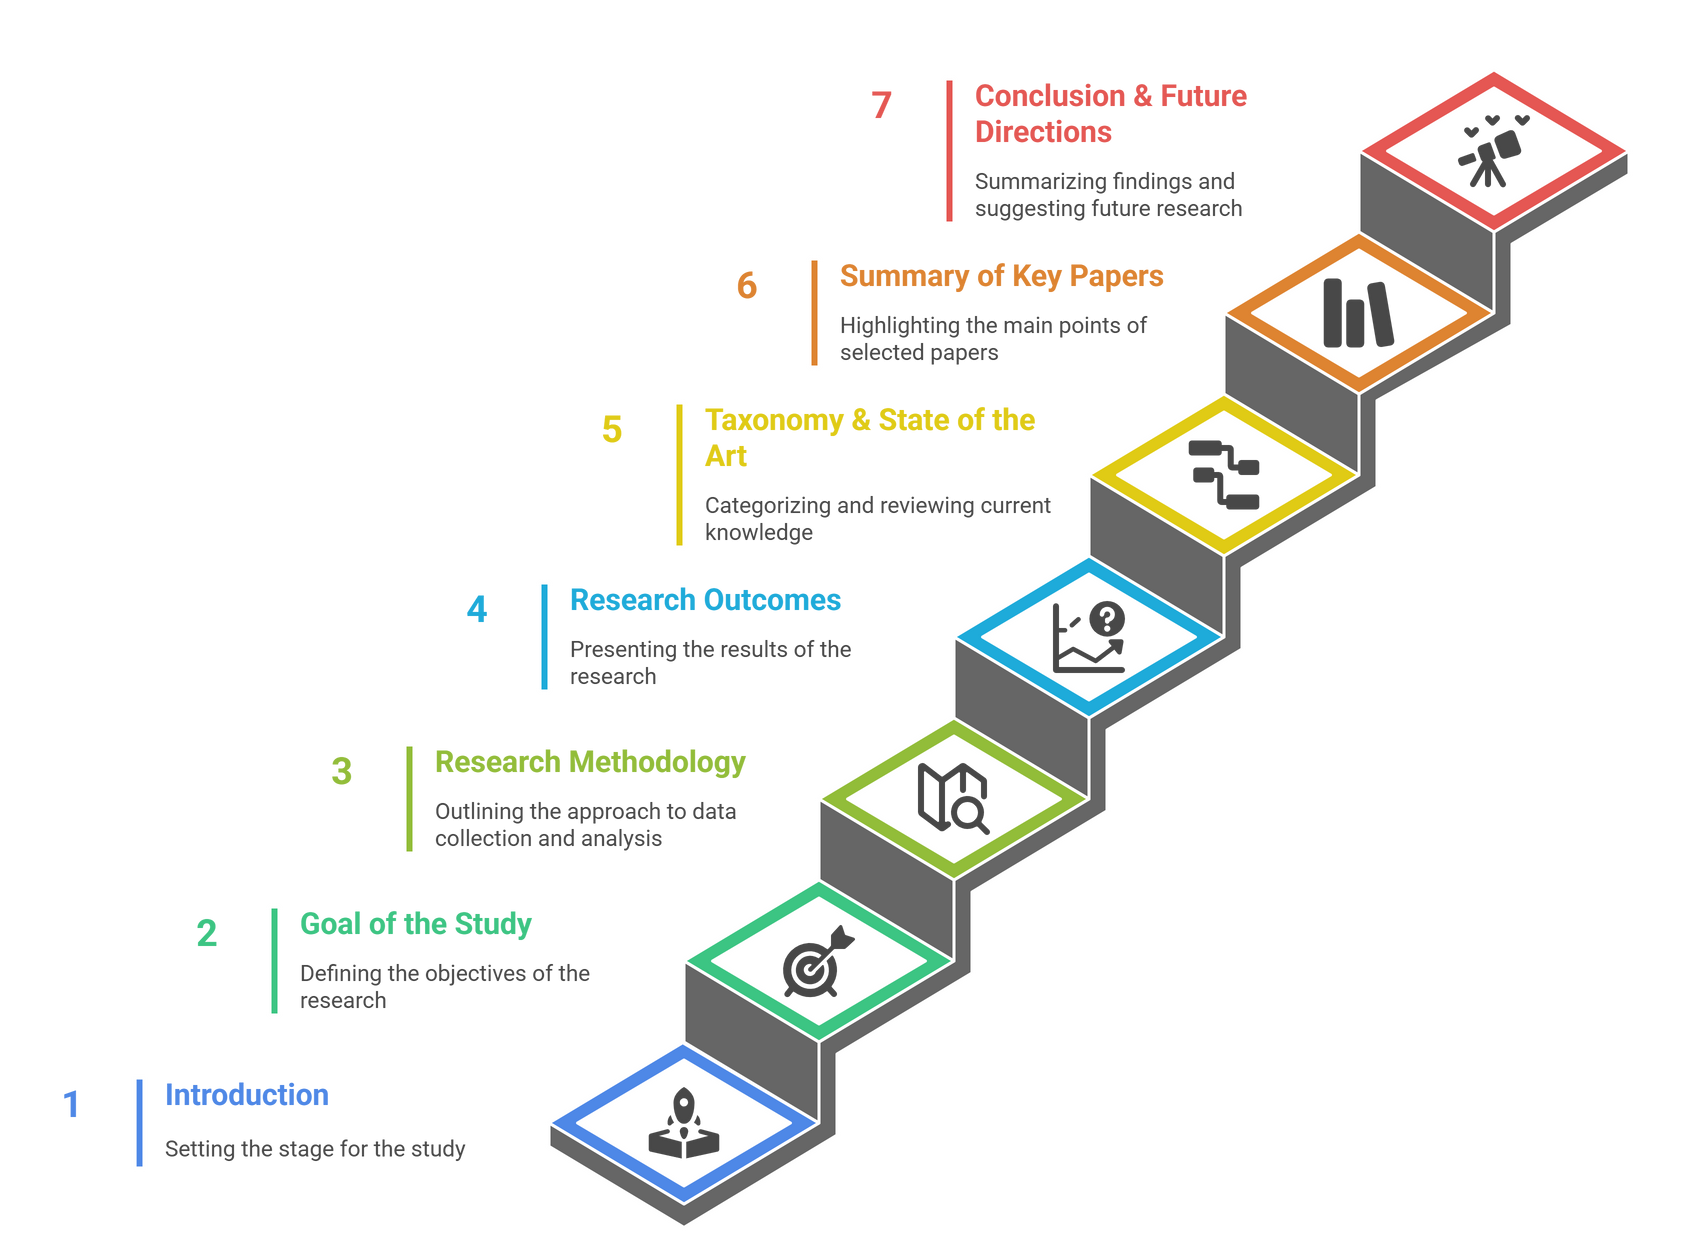 7
Conclusion & Future
Directions
Summarizing findings and
suggesting future research
6
Summary of Key Papers
Highlighting the main points of
selected papers
5
Taxonomy & State of the
Art
Categorizing and reviewing current
knowledge
4
Research Outcomes
Presenting the results of the
research
3
Research Methodology
Outlining the approach to data
collection and analysis
2
Goal of the Study
Defining the objectives of the
research
1
Introduction
Setting the stage for the study
?